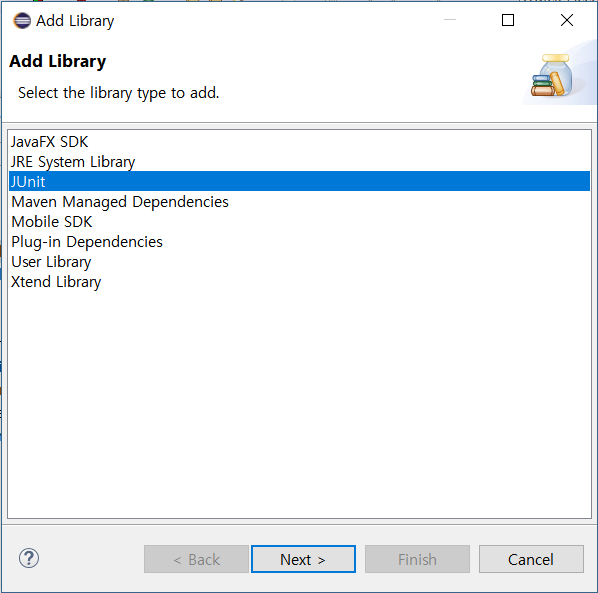 Add Library
Add Library
Select the library type to add.
JavaFX SDK
JRE System Library
JUnit
Maven Managed Dependencies
Mobile SDK
Plug-in Dependencies
User Library
Xtend Library
?
< Back
Next >
Finish
Cancel